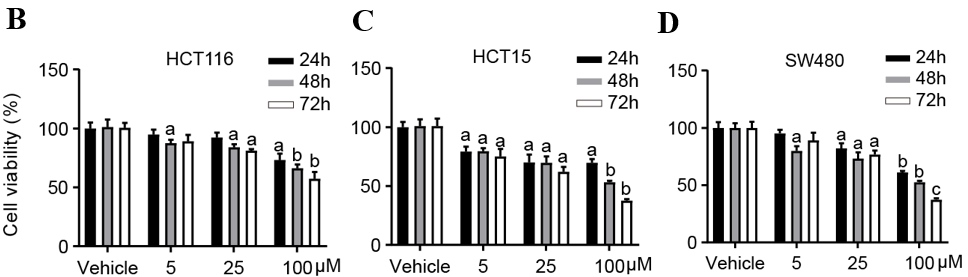 B
HCT116
24h
48h
72h
Cell viability (%)
150
100
50
0
a
a
a
a
b
b
Vehicle
5
25
100 μM
C
HCT15
24h
48h
72h
150
100
50
0
a
a
a
a
a
a
a
b
b
Vehicle
5
25
100 μM
D
SW480
24h
48h
72h
150
100
50
0
a
a
a
a
b
b
c
Vehicle
5
25
100 μM